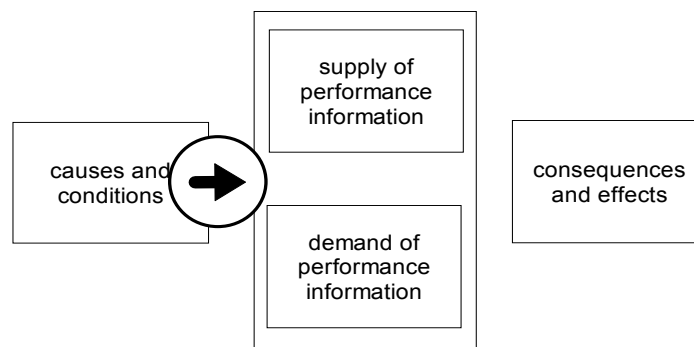 causes and
conditions
supply of
performance
information
demand of
performance
information
consequences
and effects